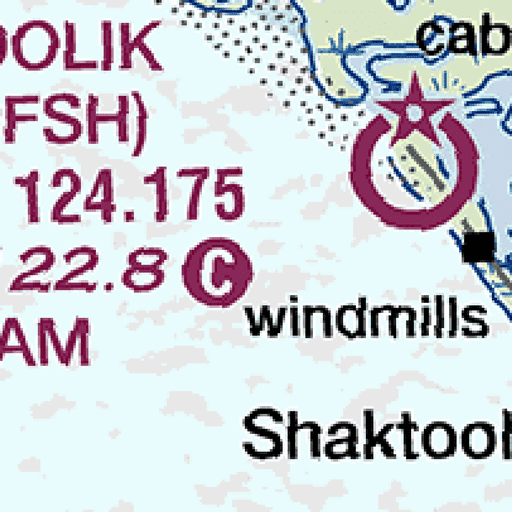 OOLIK
FSH)
124.175
22.8 C
AM
cab
windmills
Shaktool